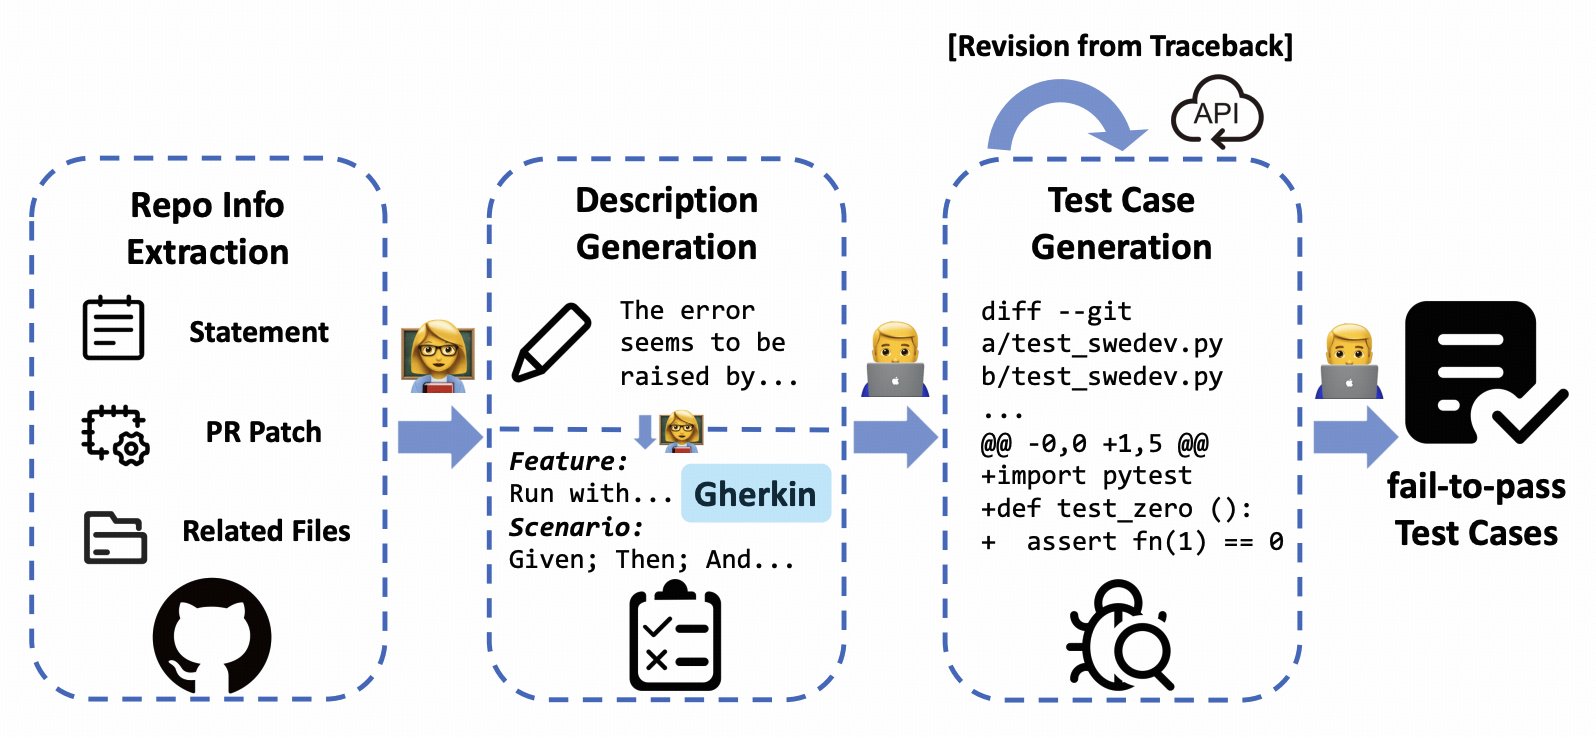 [Revision from Traceback]
API
Repo Info
Extraction
Statement
PR Patch
Related Files
Description
Generation
The error
seems to be
raised by...
Feature:
Run with...
Gherkin
Scenario:
Given; Then; And...
Test Case
Generation
diff --git
a/test_swedev.py
b/test_swedev.py
...
@@ -0,0 +1,5 @@
+import pytest
+def test_zero ():
+  assert fn(1) == 0
fail-to-pass
Test Cases